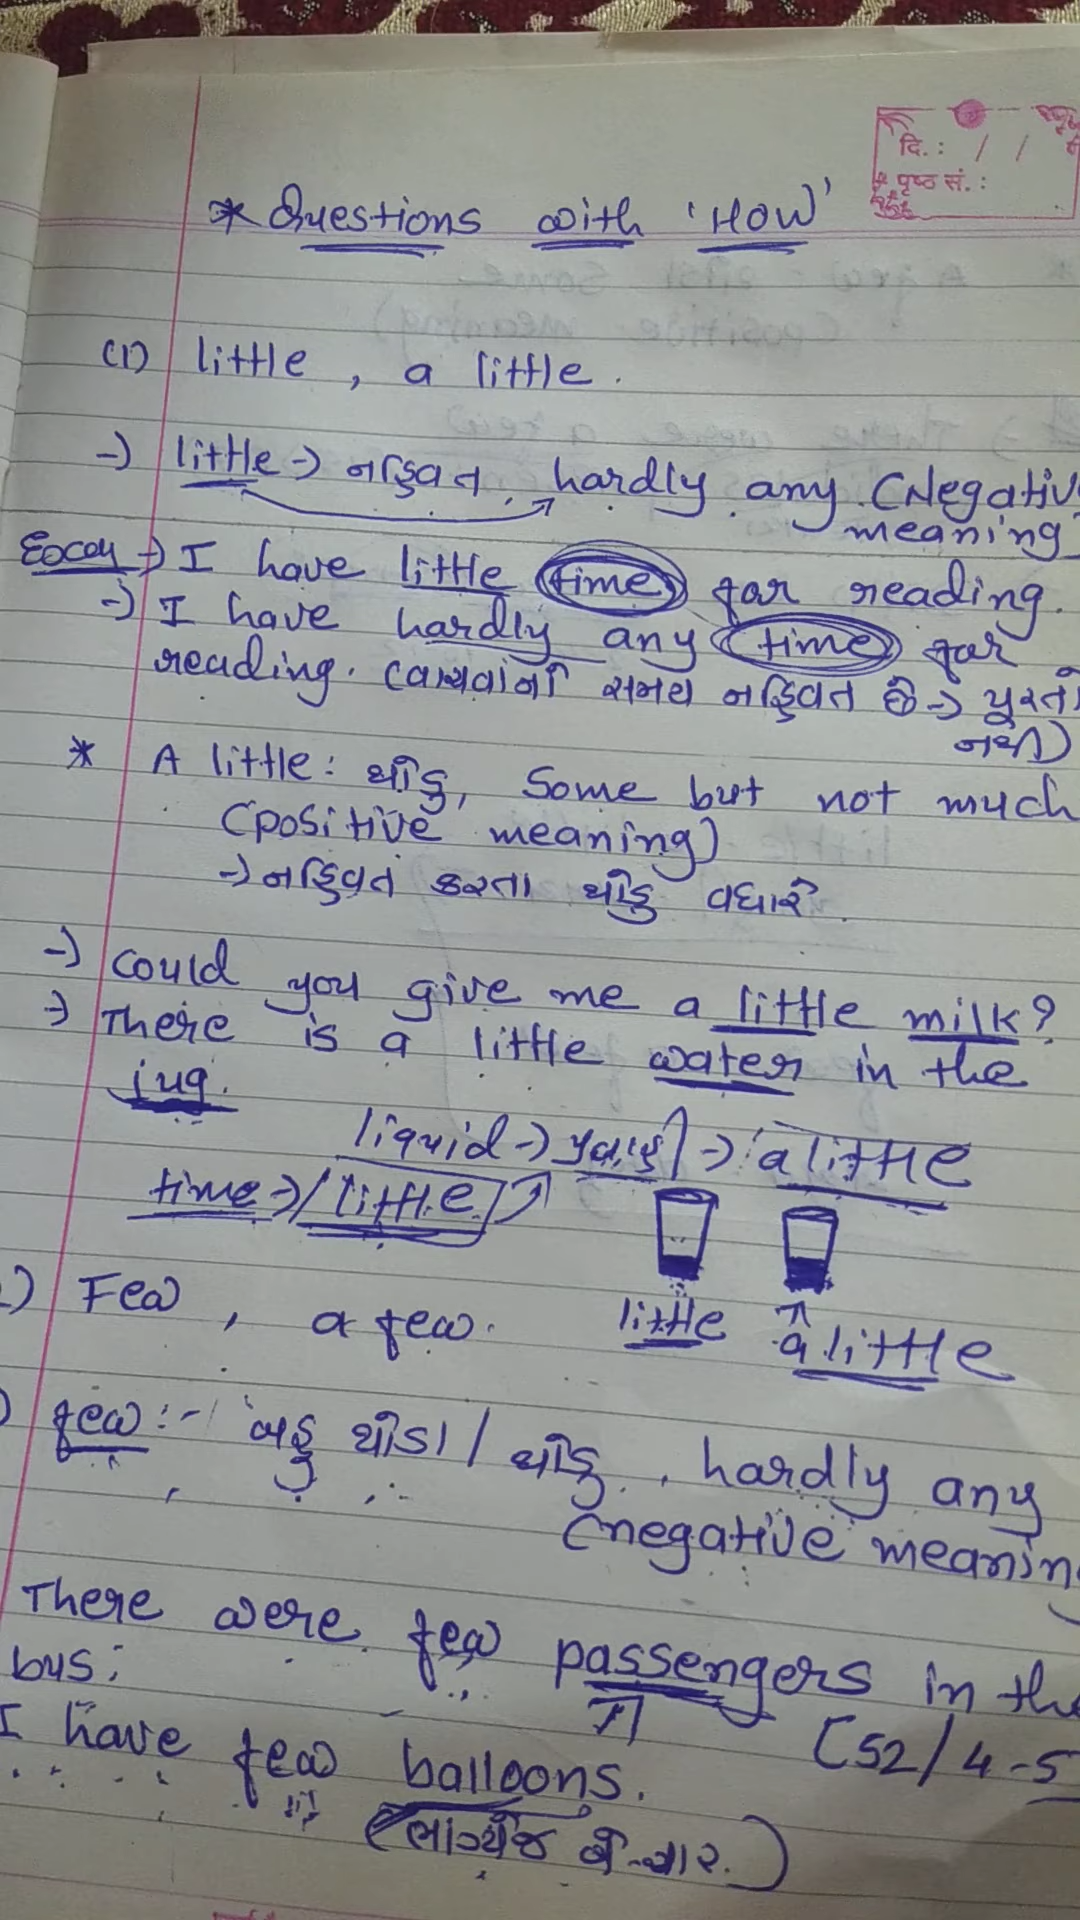 दि. : / /
पृष्ठ सं. :
* Questions with 'HOW'
(1) little, a little.
-> little -> નહિવત, hardly any (Negative
meaning)
-> I have little time for reading.
-> I have hardly any time for
reading. (વાચવાંનો સમય નહિવત છે -> પૂરતો
નથી)
* A little: થોડુ, Some but not much
(positive meaning)
-> નહિવત કરતા થોડુ વધારે.
-> Could you give me a little milk?
-> There is a little water in the
jug.
liquid -> પ્રવાહી -> a little
time -> little
little a little
) Few, a few.
) few :- બહુ થોડા / થોડુ, hardly any
(negative meaning
There were few passengers in the
bus.
[52/4-5
I have few balloons.
(ભાગ્યેજ બે-ચાર.)